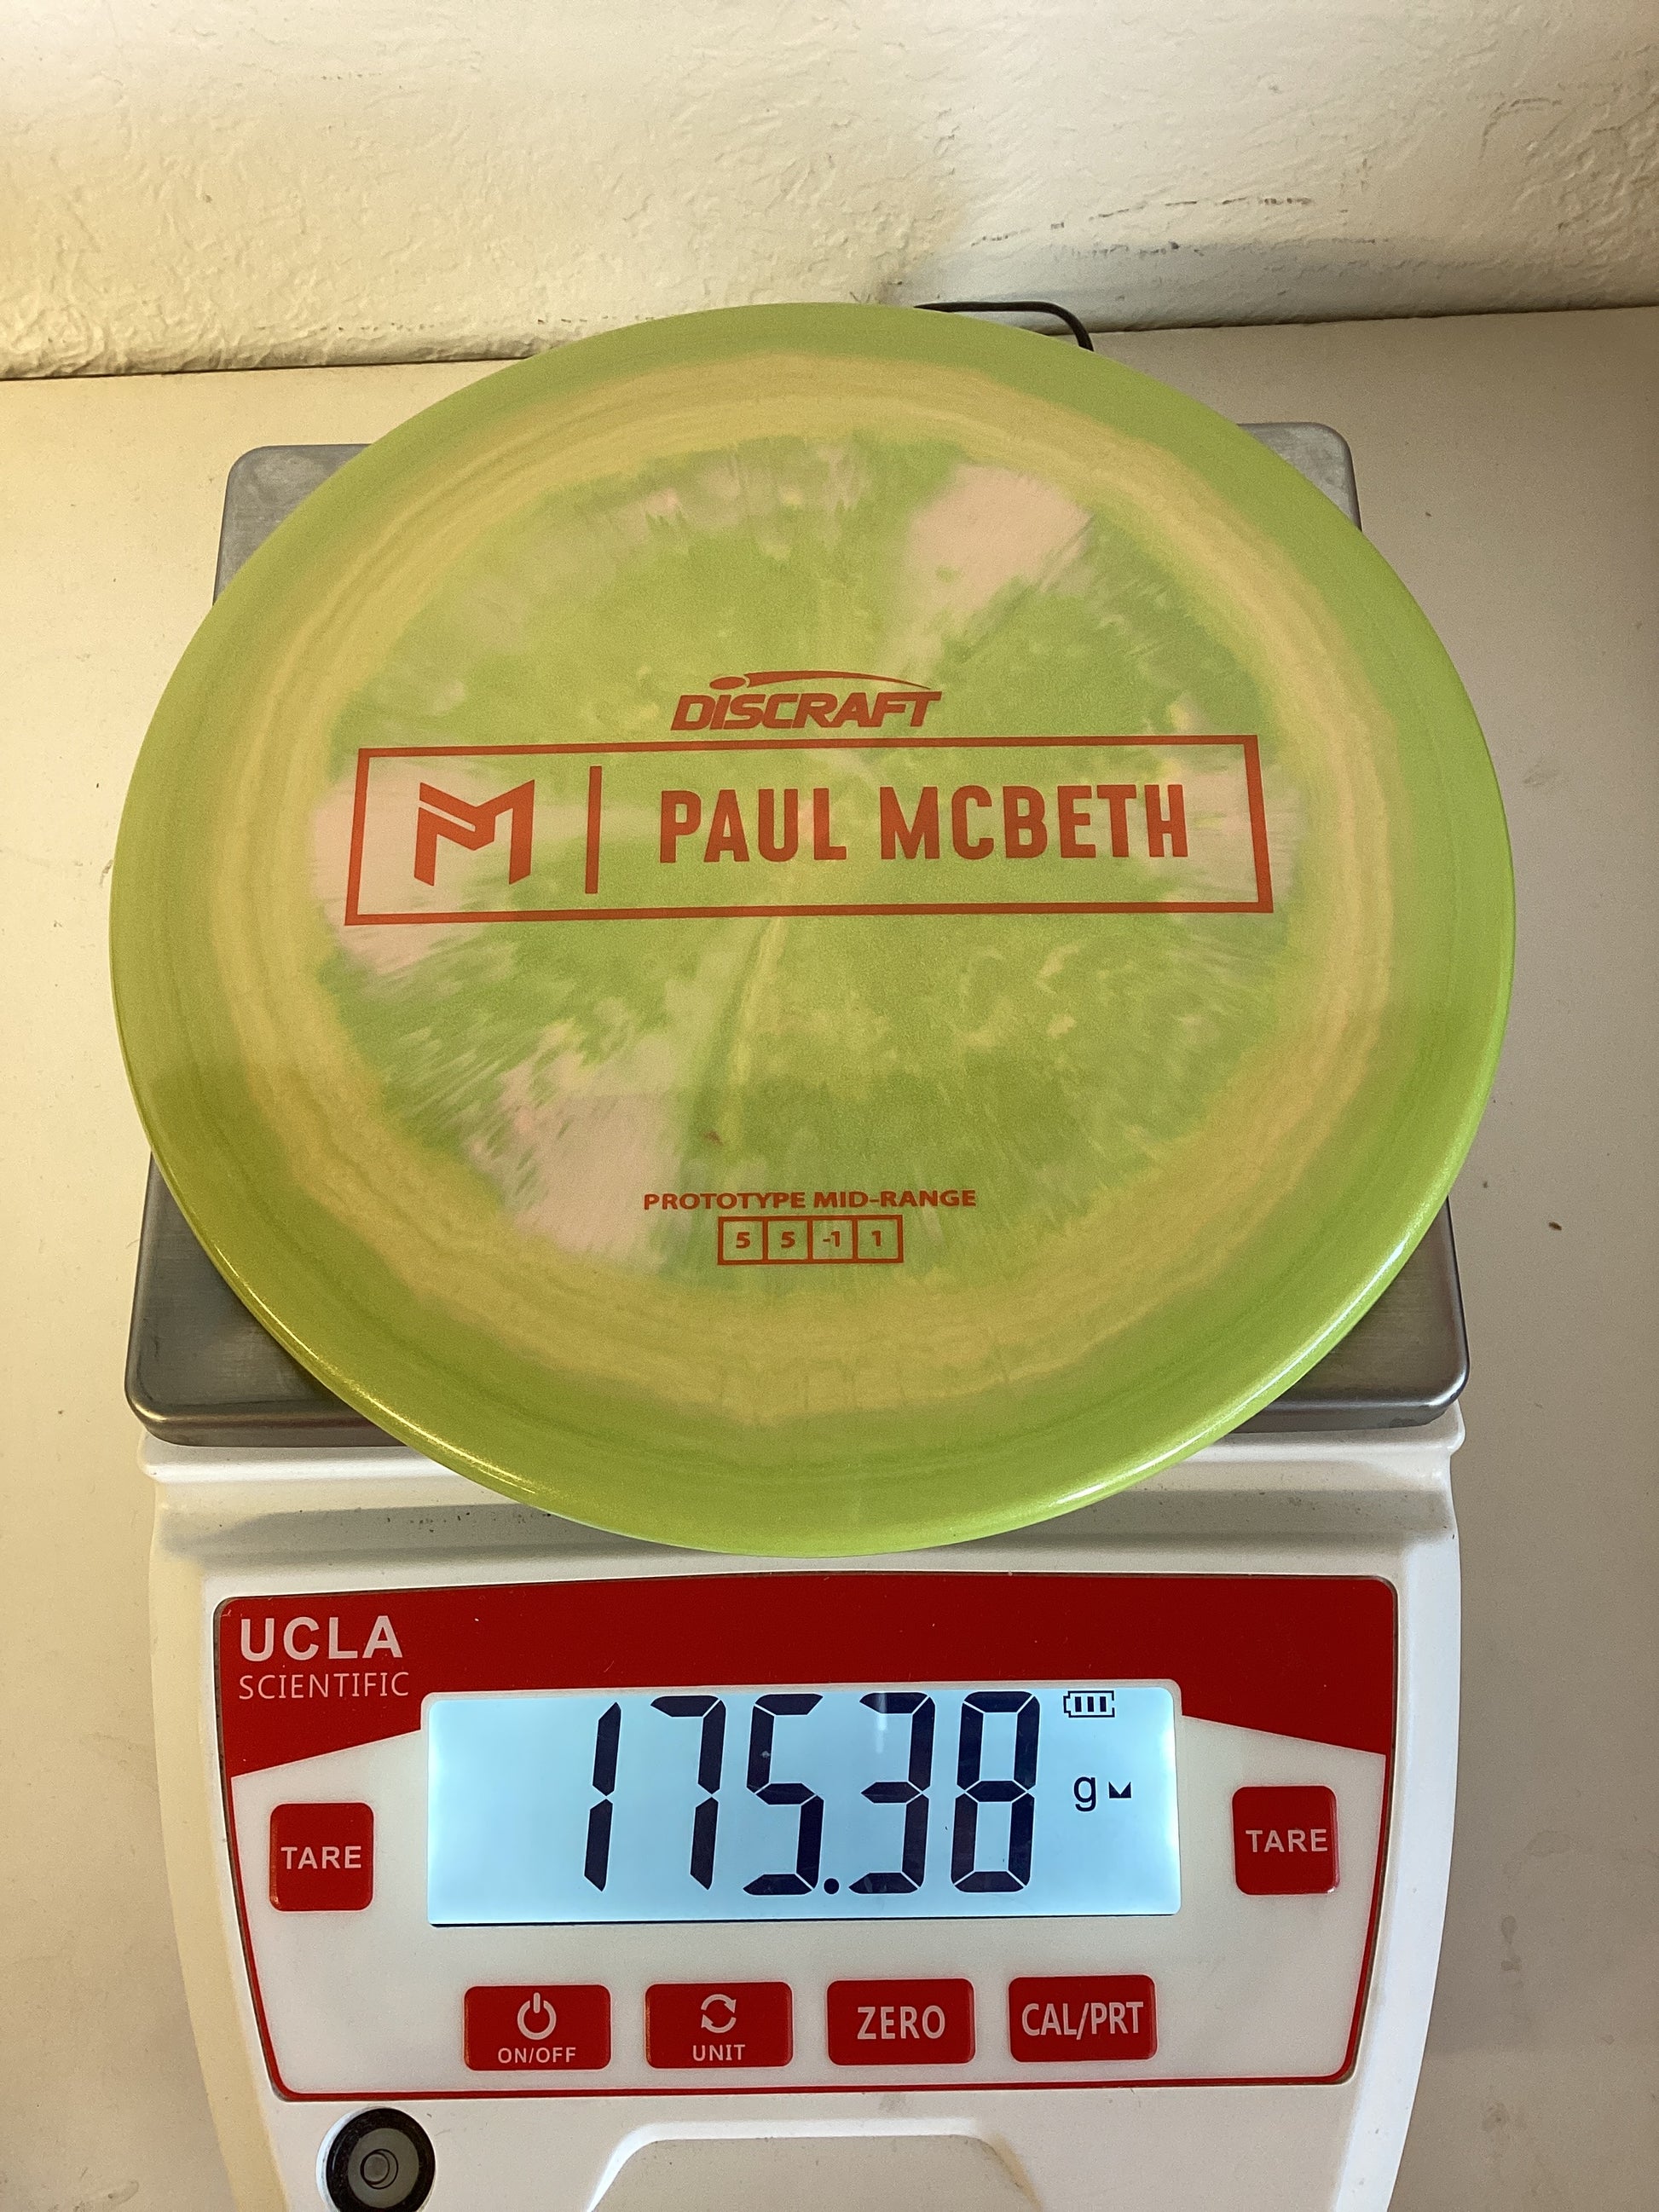 DISCRAFT
M | PAUL MCBETH
PROTOTYPE MID-RANGE
5 5 -1 1
UCLA
SCIENTIFIC
175.38 g
TARE
TARE
ON/OFF
UNIT
ZERO
CAL/PRT